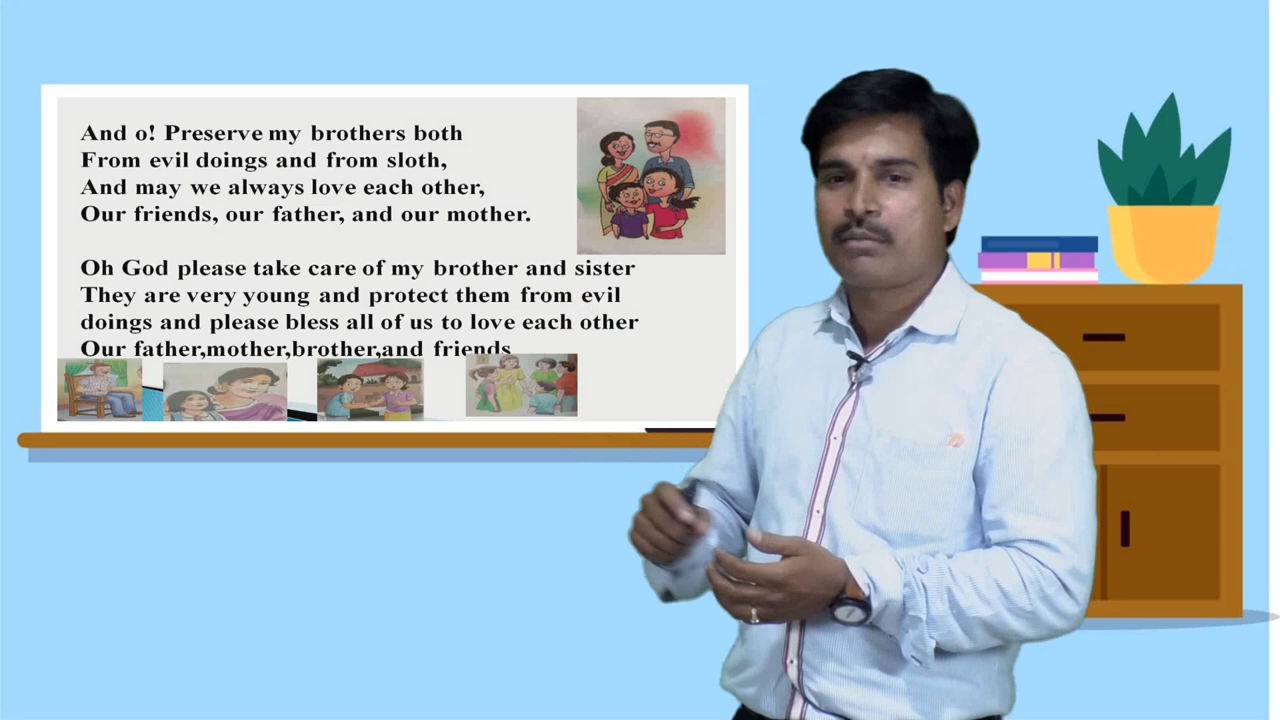 And o! Preserve my brothers both
From evil doings and from sloth,
And may we always love each other,
Our friends, our father, and our mother.
Oh God please take care of my brother and sister
They are very young and protect them from evil
doings and please bless all of us to love each other
Our father,mother,brother,and friends